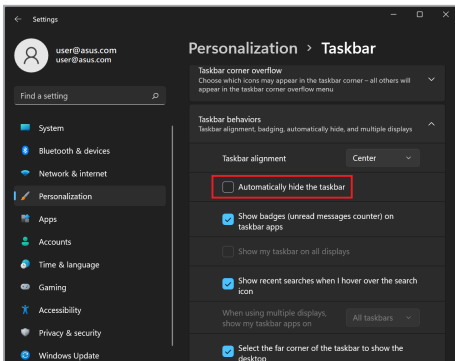 Settings
user@asus.com
user@asus.com
Find a setting
System
Bluetooth & devices
Network & internet
Personalization
Apps
Accounts
Time & language
Gaming
Accessibility
Privacy & security
Windows Update
Personalization > Taskbar
Taskbar corner overflow
Choose which icons may appear in the taskbar corner – all others will
appear in the taskbar corner overflow menu
Taskbar behaviors
Taskbar alignment, badging, automatically hide, and multiple displays
Taskbar alignment
Center
Automatically hide the taskbar
Show badges (unread messages counter) on
taskbar apps
Show my taskbar on all displays
Show recent searches when I hover over the search
icon
When using multiple displays,
show my taskbar apps on
All taskbars
Select the far corner of the taskbar to show the
desktop